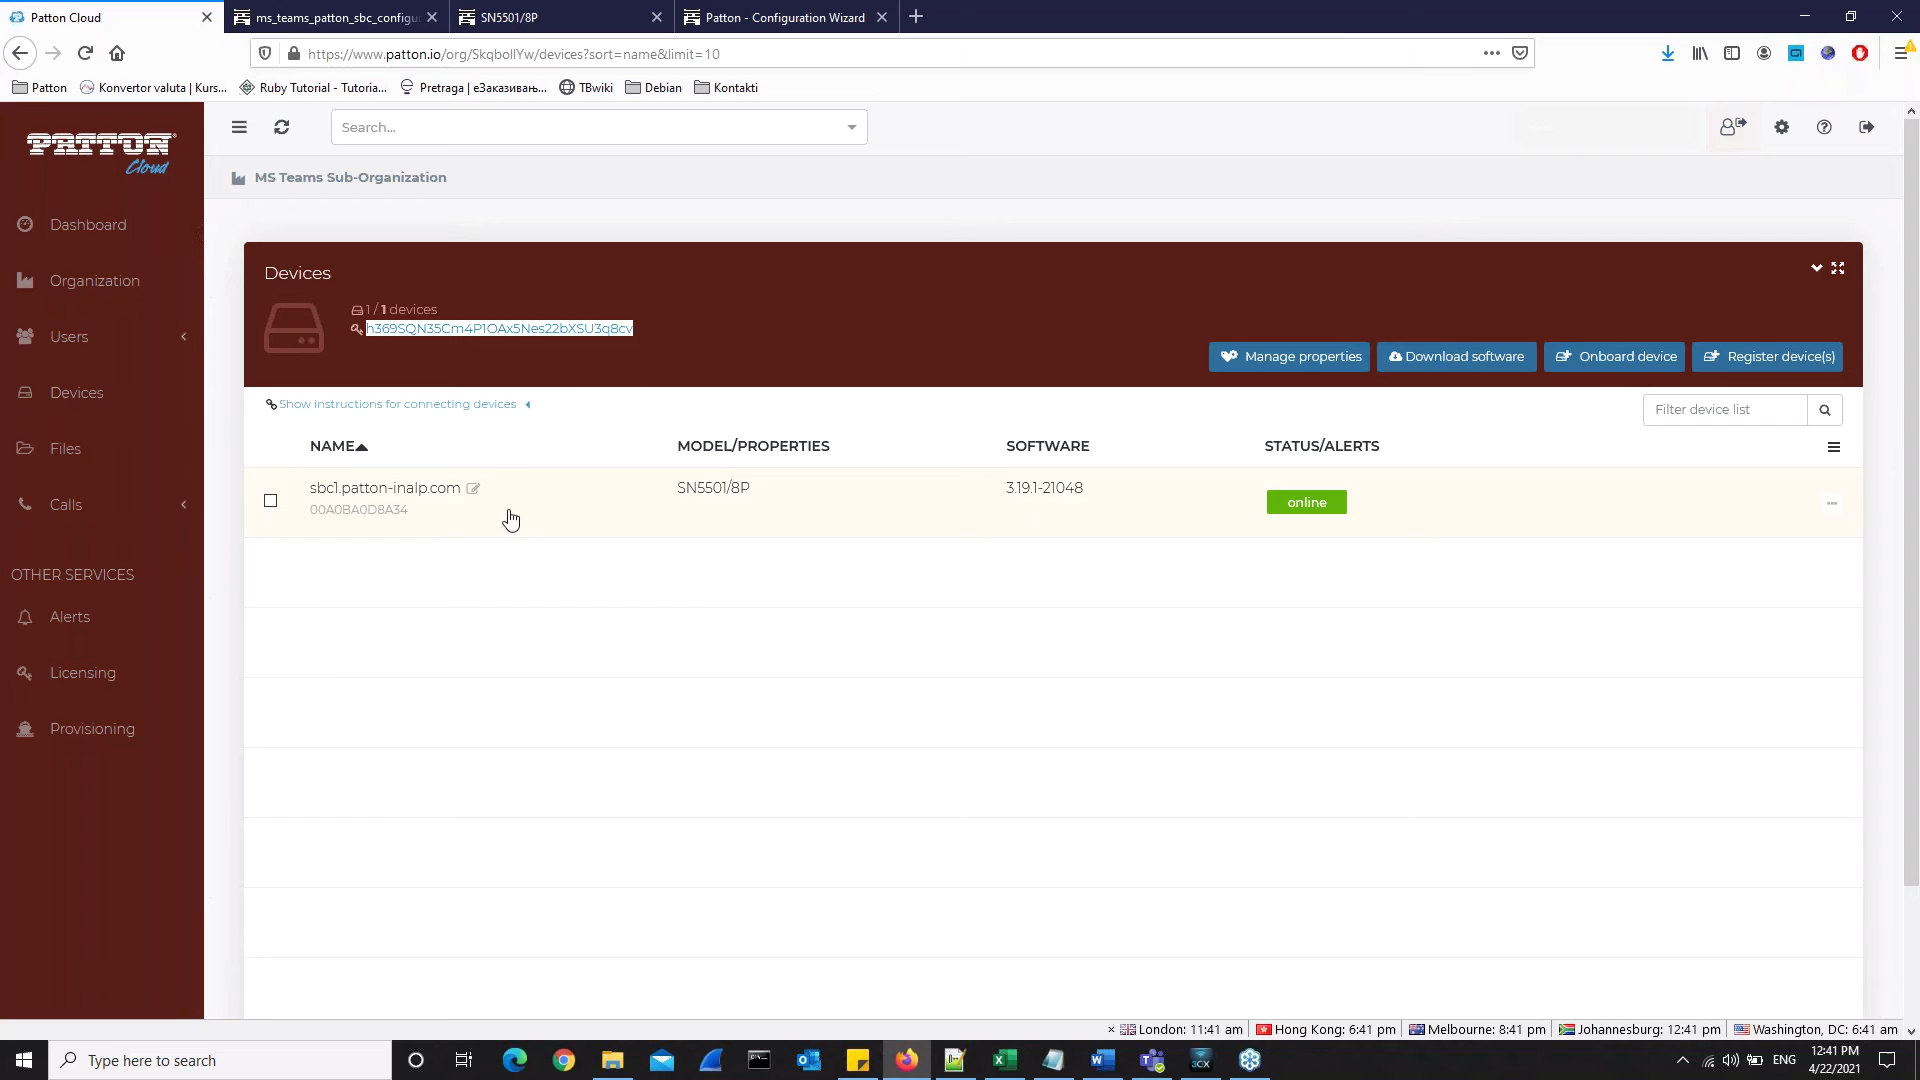 Patton Cloud
ms_teams_patton_sbc_configu
SN5501/8P
Patton - Configuration Wizard
https://www.patton.io/org/SkqbollYw/devices?sort=name&limit=10
Patton
Konvertor valuta | Kurs...
Ruby Tutorial - Tutoria...
Pretraga | eЗаказивањ...
TBwiki
Debian
Kontakti
PATTON
Cloud
Search...
MS Teams Sub-Organization
Dashboard
Organization
Users
Devices
Files
Calls
OTHER SERVICES
Alerts
Licensing
Provisioning
Devices
1 / 1 devices
h369SQN35Cm4P1OAx5Nes22bXSU3q8cv
Manage properties
Download software
Onboard device
Register device(s)
Show instructions for connecting devices
Filter device list
NAME
MODEL/PROPERTIES
SOFTWARE
STATUS/ALERTS
sbc1.patton-inalp.com
SN5501/8P
3.19.1-21048
online
00A0BA0D8A34
London: 11:41 am
Hong Kong: 6:41 pm
Melbourne: 8:41 pm
Johannesburg: 12:41 pm
Washington, DC: 6:41 am
Type here to search
3CX
ENG
12:41 PM
4/22/2021